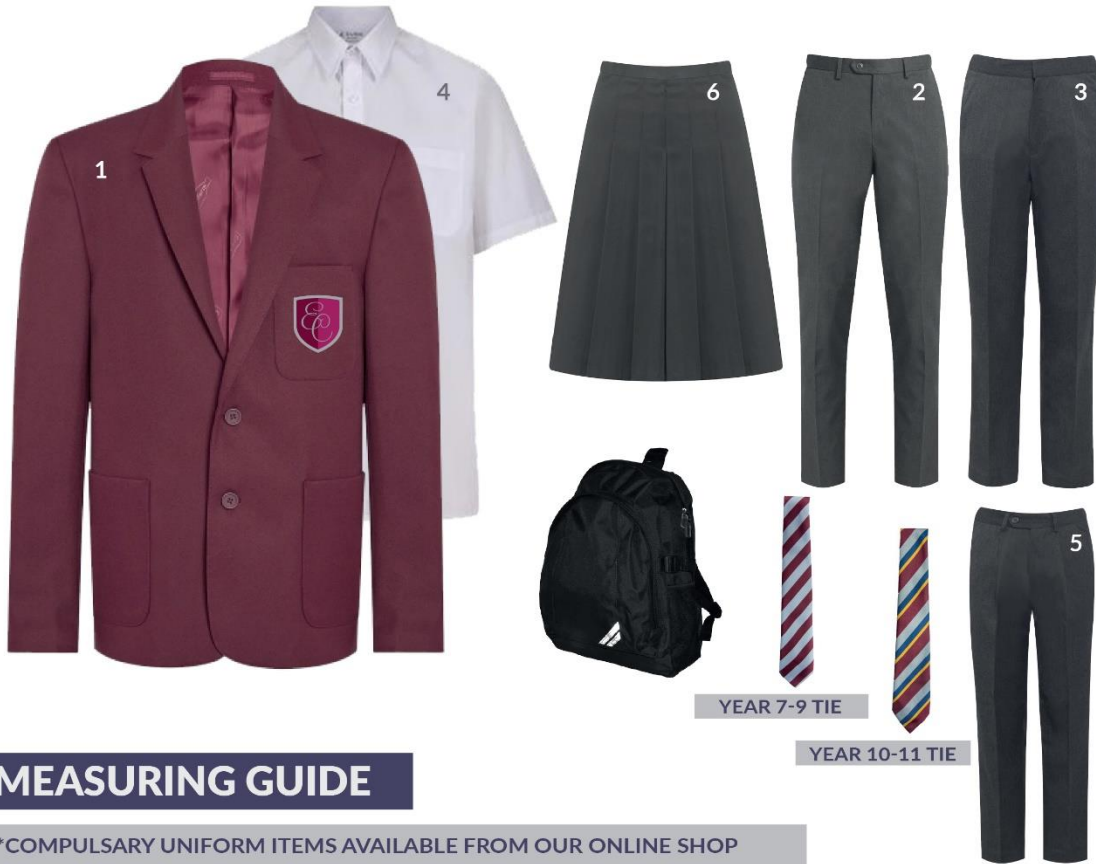 4
1
6
2
3
EC
5
YEAR 7-9 TIE
YEAR 10-11 TIE
MEASURING GUIDE
*COMPULSARY UNIFORM ITEMS AVAILABLE FROM OUR ONLINE SHOP